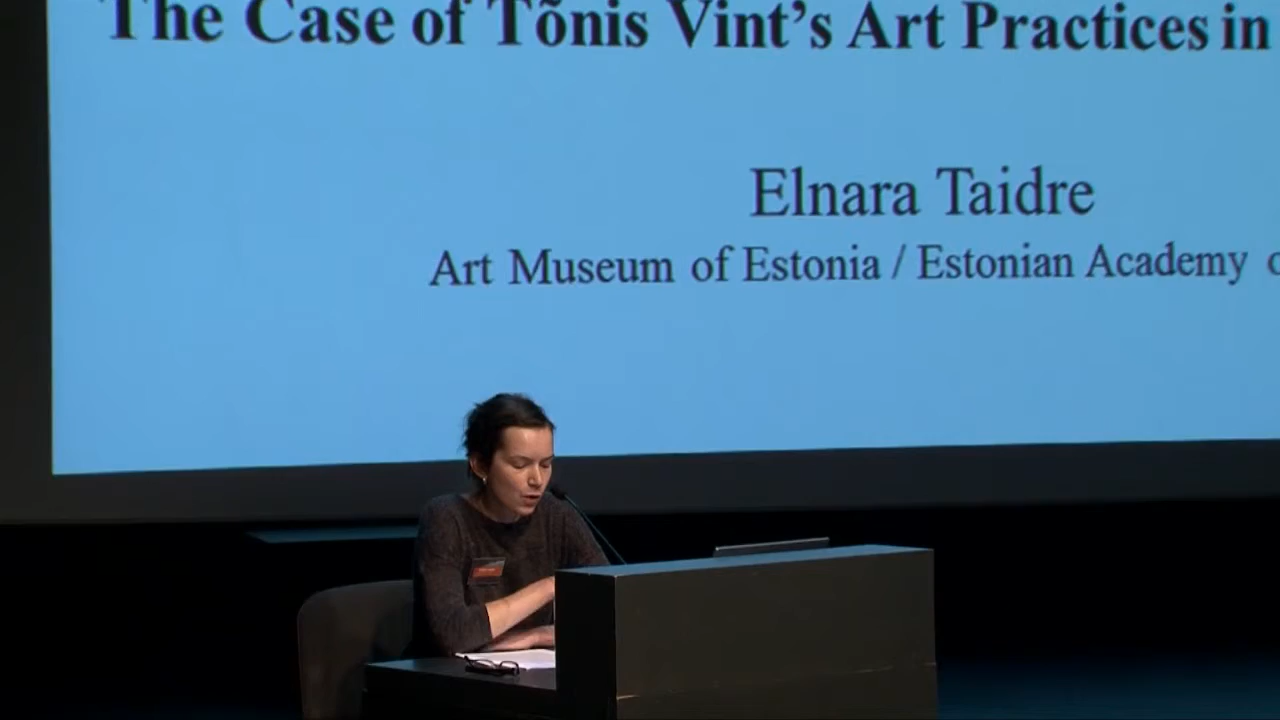 The Case of Tõnis Vint's Art Practices in
Elnara Taidre
Art Museum of Estonia / Estonian Academy